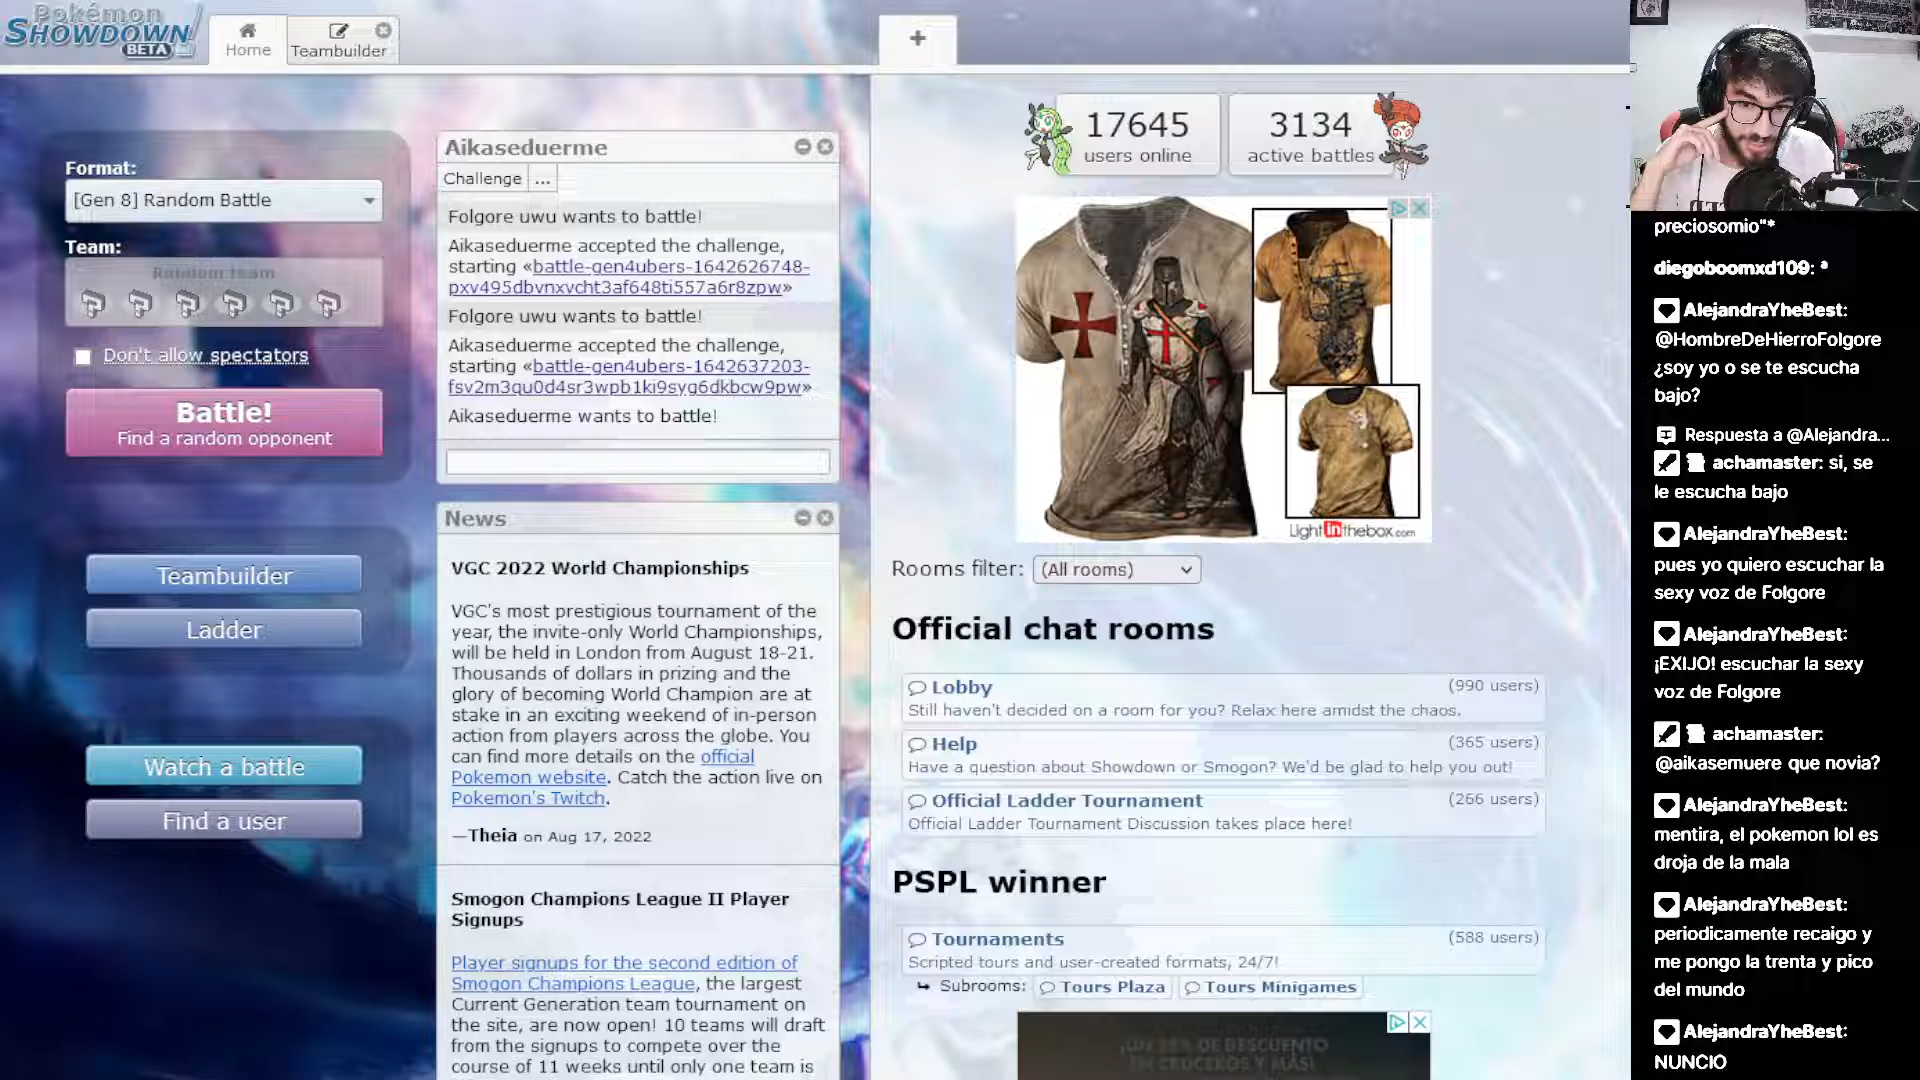 Pokémon
SHOWDOWN
BETA
Home
Teambuilder
+
Format:
[Gen 8] Random Battle
Team:
Random team
Don't allow spectators
Battle!
Find a random opponent
Teambuilder
Ladder
Watch a battle
Find a user
Aikaseduerme
Challenge
...
Folgore uwu wants to battle!
Aikaseduerme accepted the challenge,
starting «battle-gen4ubers-1642626748-
pxv495dbvnxvcht3af648ti557a6r8zpw»
Folgore uwu wants to battle!
Aikaseduerme accepted the challenge,
starting «battle-gen4ubers-1642637203-
fsv2m3qu0d4sr3wpb1ki9syg6dkbcw9pw»
Aikaseduerme wants to battle!
News
VGC 2022 World Championships
VGC's most prestigious tournament of the
year, the invite-only World Championships,
will be held in London from August 18-21.
Thousands of dollars in prizing and the
glory of becoming World Champion are at
stake in an exciting weekend of in-person
action from players across the globe. You
can find more details on the official
Pokemon website. Catch the action live on
Pokemon's Twitch.
—Theia on Aug 17, 2022
Smogon Champions League II Player
Signups
Player signups for the second edition of
Smogon Champions League, the largest
Current Generation team tournament on
the site, are now open! 10 teams will draft
from the signups to compete over the
course of 11 weeks until only one team is
17645
users online
3134
active battles
Lightinthebox.com
Rooms filter:
(All rooms)
Official chat rooms
Lobby
(990 users)
Still haven't decided on a room for you? Relax here amidst the chaos.
Help
(365 users)
Have a question about Showdown or Smogon? We'd be glad to help you out!
Official Ladder Tournament
(266 users)
Official Ladder Tournament Discussion takes place here!
PSPL winner
Tournaments
(588 users)
Scripted tours and user-created formats, 24/7!
Subrooms: Tours Plaza Tours Minigames
DE DESCUENTO
EN CRUCEROS Y MÁS!
preciosomio"*
diegoboomxd109: *
AlejandraYheBest:
@HombreDeHierroFolgore
¿soy yo o se te escucha
bajo?
Respuesta a @Alejandra...
achamaster: si, se
le escucha bajo
AlejandraYheBest:
pues yo quiero escuchar la
sexy voz de Folgore
AlejandraYheBest:
¡EXIJO! escuchar la sexy
voz de Folgore
achamaster:
@aikasemuere que novia?
AlejandraYheBest:
mentira, el pokemon lol es
droja de la mala
AlejandraYheBest:
periodicamente recaigo y
me pongo la trenta y pico
del mundo
AlejandraYheBest:
NUNCIO